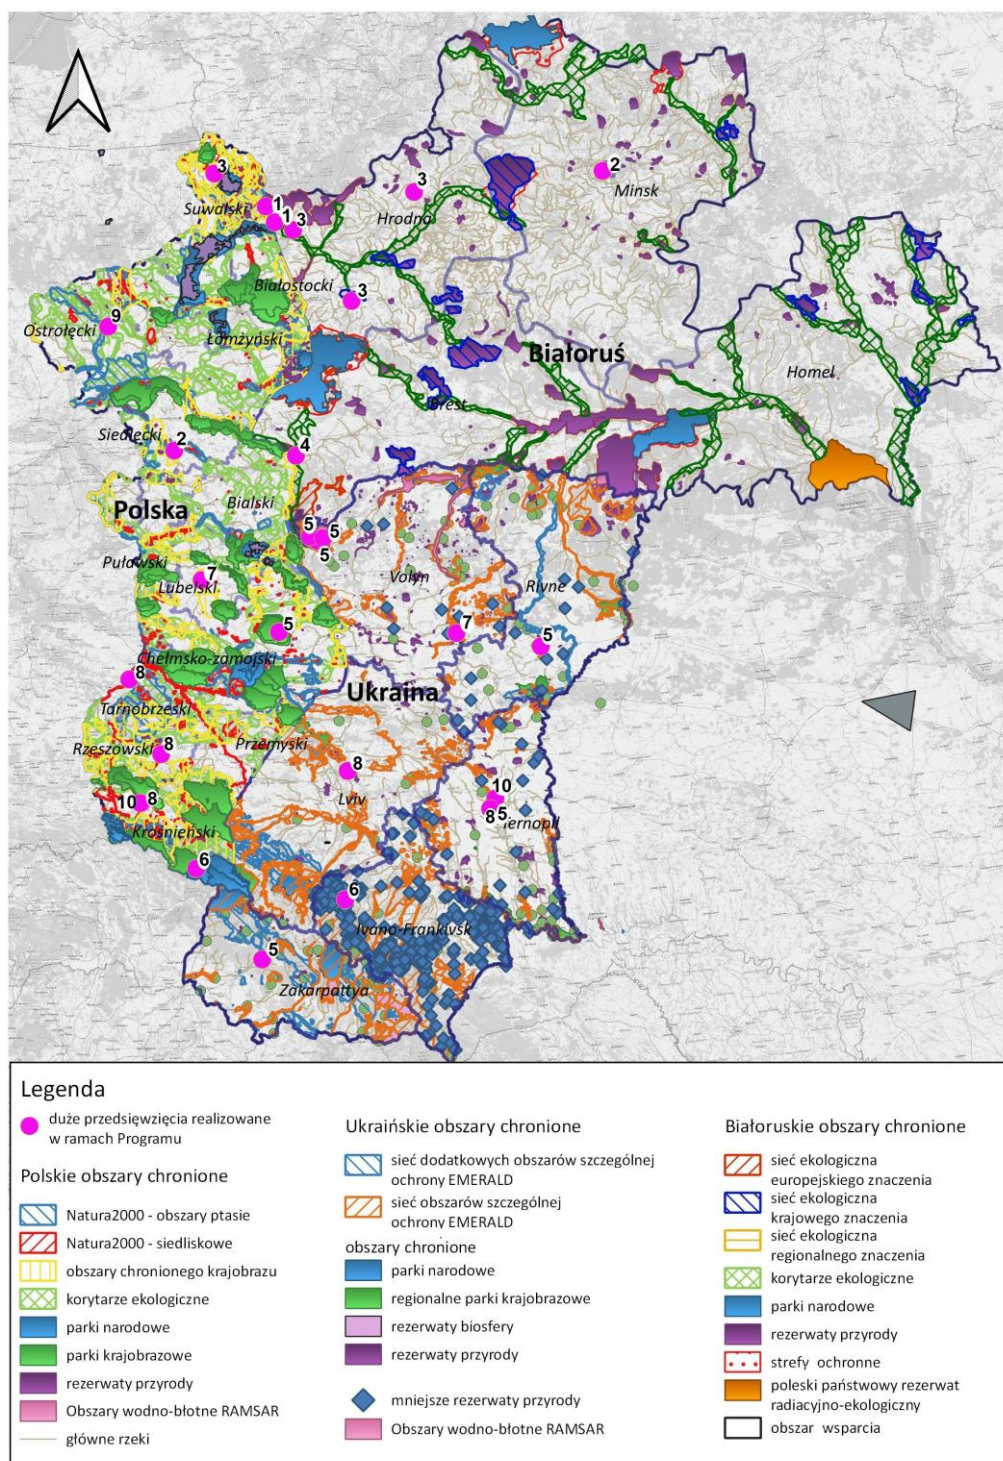 3
Suwalski
1
1
3
3
Hrodna
2
Minsk
Białostocki
3
9
Ostrołęcki
Łomżyński
Białoruś
Homel
Brest
Siedlecki
2
4
Polska
Bialski
5
5
5
Puławski
Lubelski
7
Volyn
Rivne
7
5
5
Chełmsko-zamojski
8
Ukraina
Tarnobrzeski
Rzeszowski
8
Przemyski
8
Lviv
10
8
10
8
5
Ternopil
Krośnieński
6
6
Ivano-Frankivsk
5
Zakarpattya
Legenda
duże przedsięwzięcia realizowane
w ramach Programu
Polskie obszary chronione
Natura2000 - obszary ptasie
Natura2000 - siedliskowe
obszary chronionego krajobrazu
korytarze ekologiczne
parki narodowe
parki krajobrazowe
rezerwaty przyrody
Obszary wodno-błotne RAMSAR
główne rzeki
Ukraińskie obszary chronione
sieć dodatkowych obszarów szczególnej
ochrony EMERALD
sieć obszarów szczególnej
ochrony EMERALD
obszary chronione
parki narodowe
regionalne parki krajobrazowe
rezerwaty biosfery
rezerwaty przyrody
mniejsze rezerwaty przyrody
Obszary wodno-błotne RAMSAR
Białoruskie obszary chronione
sieć ekologiczna
europejskiego znaczenia
sieć ekologiczna
krajowego znaczenia
sieć ekologiczna
regionalnego znaczenia
korytarze ekologiczne
parki narodowe
rezerwaty przyrody
strefy ochronne
poleski państwowy rezerwat
radiacyjno-ekologiczny
obszar wsparcia